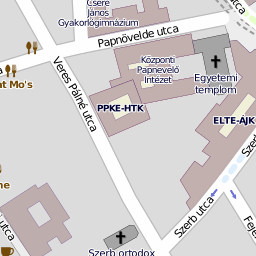 Csere
János
Gyakorlógimnázium
Papnövelde utca
Központi
Papnevelő
Intézet
Egyetemi
templom
Mo's
Veres Pálné utca
PPKE-HTK
ELTE-AJK
Szerb utca
Szerb ortodox